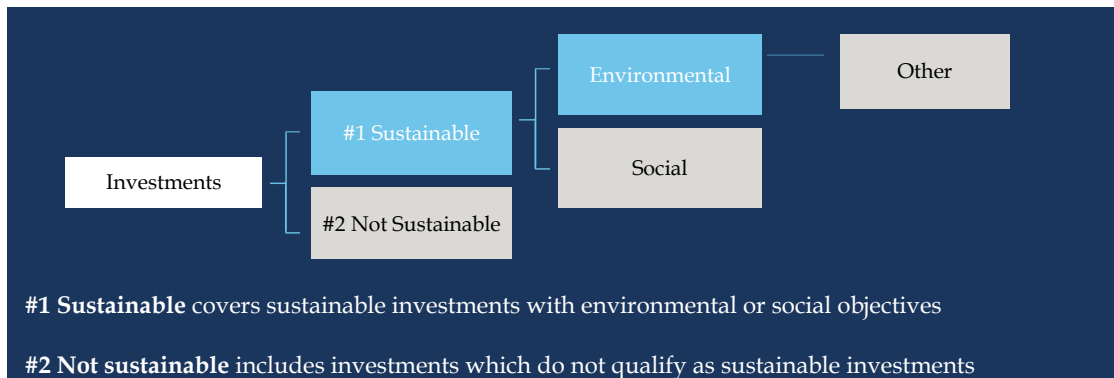 Investments
#1 Sustainable
#2 Not Sustainable
Environmental
Social
Other
#1 Sustainable covers sustainable investments with environmental or social objectives
#2 Not sustainable includes investments which do not qualify as sustainable investments